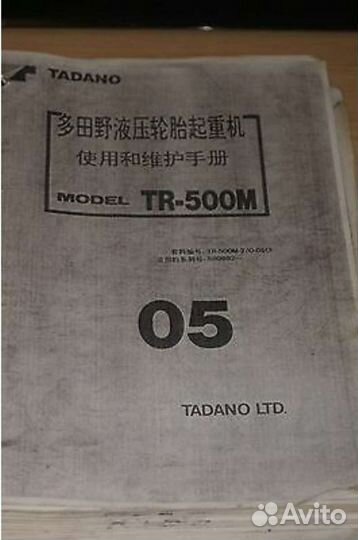 TADANO
多田野液压轮胎起重机
使用和维护手册
MODEL TR-500M
05
TADANO LTD.
Avito